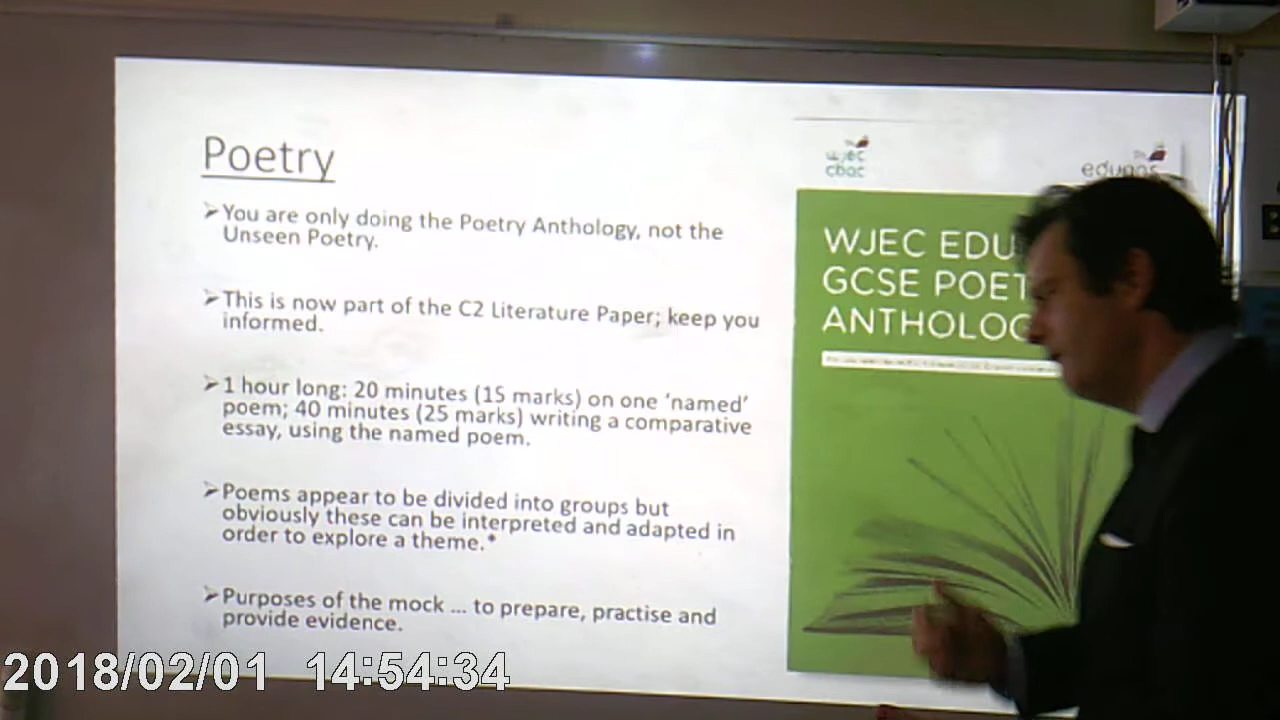 Poetry
➢You are only doing the Poetry Anthology, not the
Unseen Poetry.
➢This is now part of the C2 Literature Paper; keep you
informed.
➢1 hour long: 20 minutes (15 marks) on one ‘named’
poem; 40 minutes (25 marks) writing a comparative
essay, using the named poem.
➢Poems appear to be divided into groups but
obviously these can be interpreted and adapted in
order to explore a theme.*
➢Purposes of the mock ... to prepare, practise and
provide evidence.
wjec
cbac
eduqas
WJEC EDU
GCSE POET
ANTHOLOG
2018/02/01 14:54:34